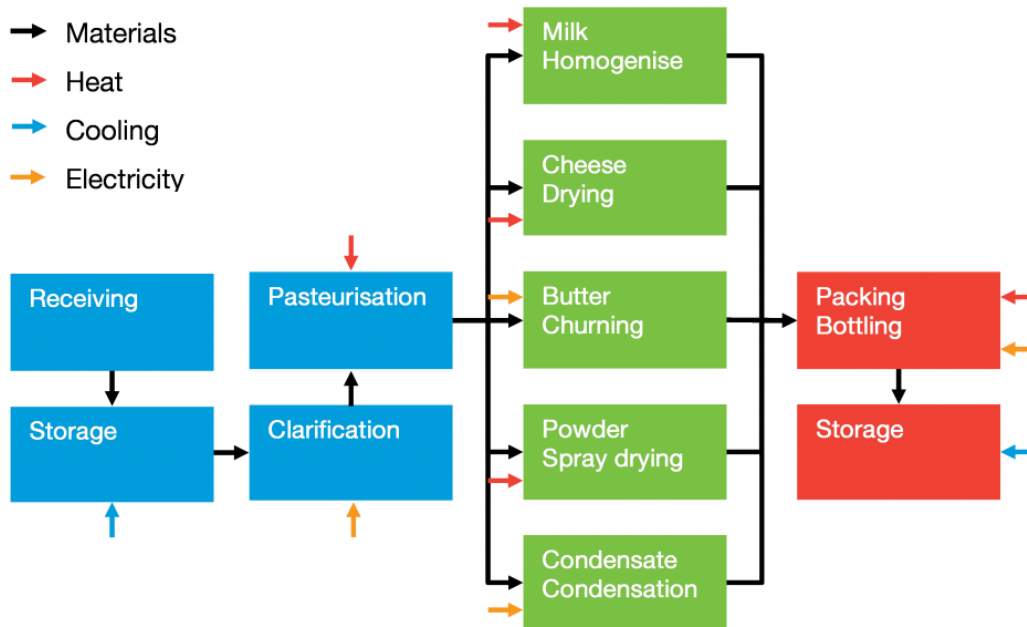 Materials
Heat
Cooling
Electricity
Receiving
Storage
Pasteurisation
Clarification
Milk
Homogenise
Cheese
Drying
Butter
Churning
Powder
Spray drying
Condensate
Condensation
Packing
Bottling
Storage